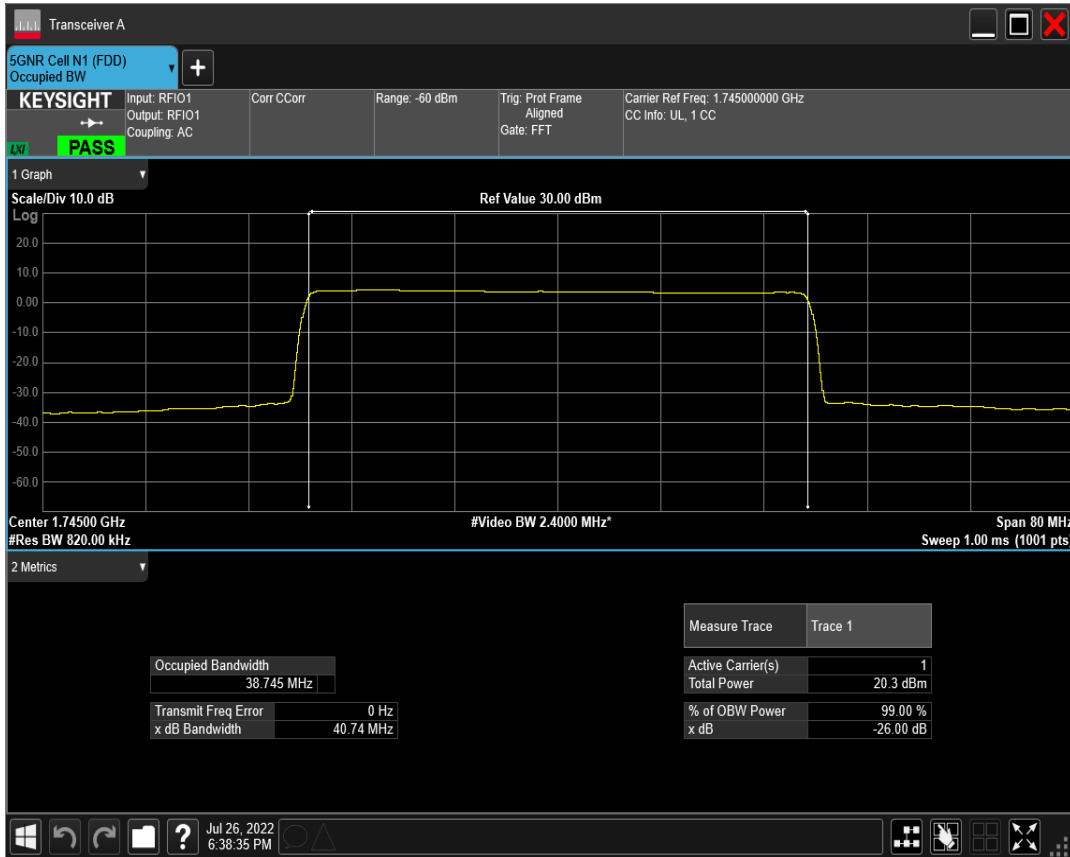 Transceiver A
5GNR Cell N1 (FDD)
Occupied BW
+
KEYSIGHT
LXI
PASS
Input: RFIO1
Output: RFIO1
Coupling: AC
Corr CCorr
Range: -60 dBm
Trig: Prot Frame
Aligned
Gate: FFT
Carrier Ref Freq: 1.745000000 GHz
CC Info: UL, 1 CC
1 Graph
Scale/Div 10.0 dB
Ref Value 30.00 dBm
Log
20.0
10.0
0.00
-10.0
-20.0
-30.0
-40.0
-50.0
-60.0
Center 1.74500 GHz
#Video BW 2.4000 MHz*
Span 80 MHz
#Res BW 820.00 kHz
Sweep 1.00 ms (1001 pts)
2 Metrics
Measure Trace Trace 1
Occupied Bandwidth
38.745 MHz
Active Carrier(s) 1
Total Power 20.3 dBm
Transmit Freq Error 0 Hz
x dB Bandwidth 40.74 MHz
% of OBW Power 99.00 %
x dB -26.00 dB
?
Jul 26, 2022
6:38:35 PM